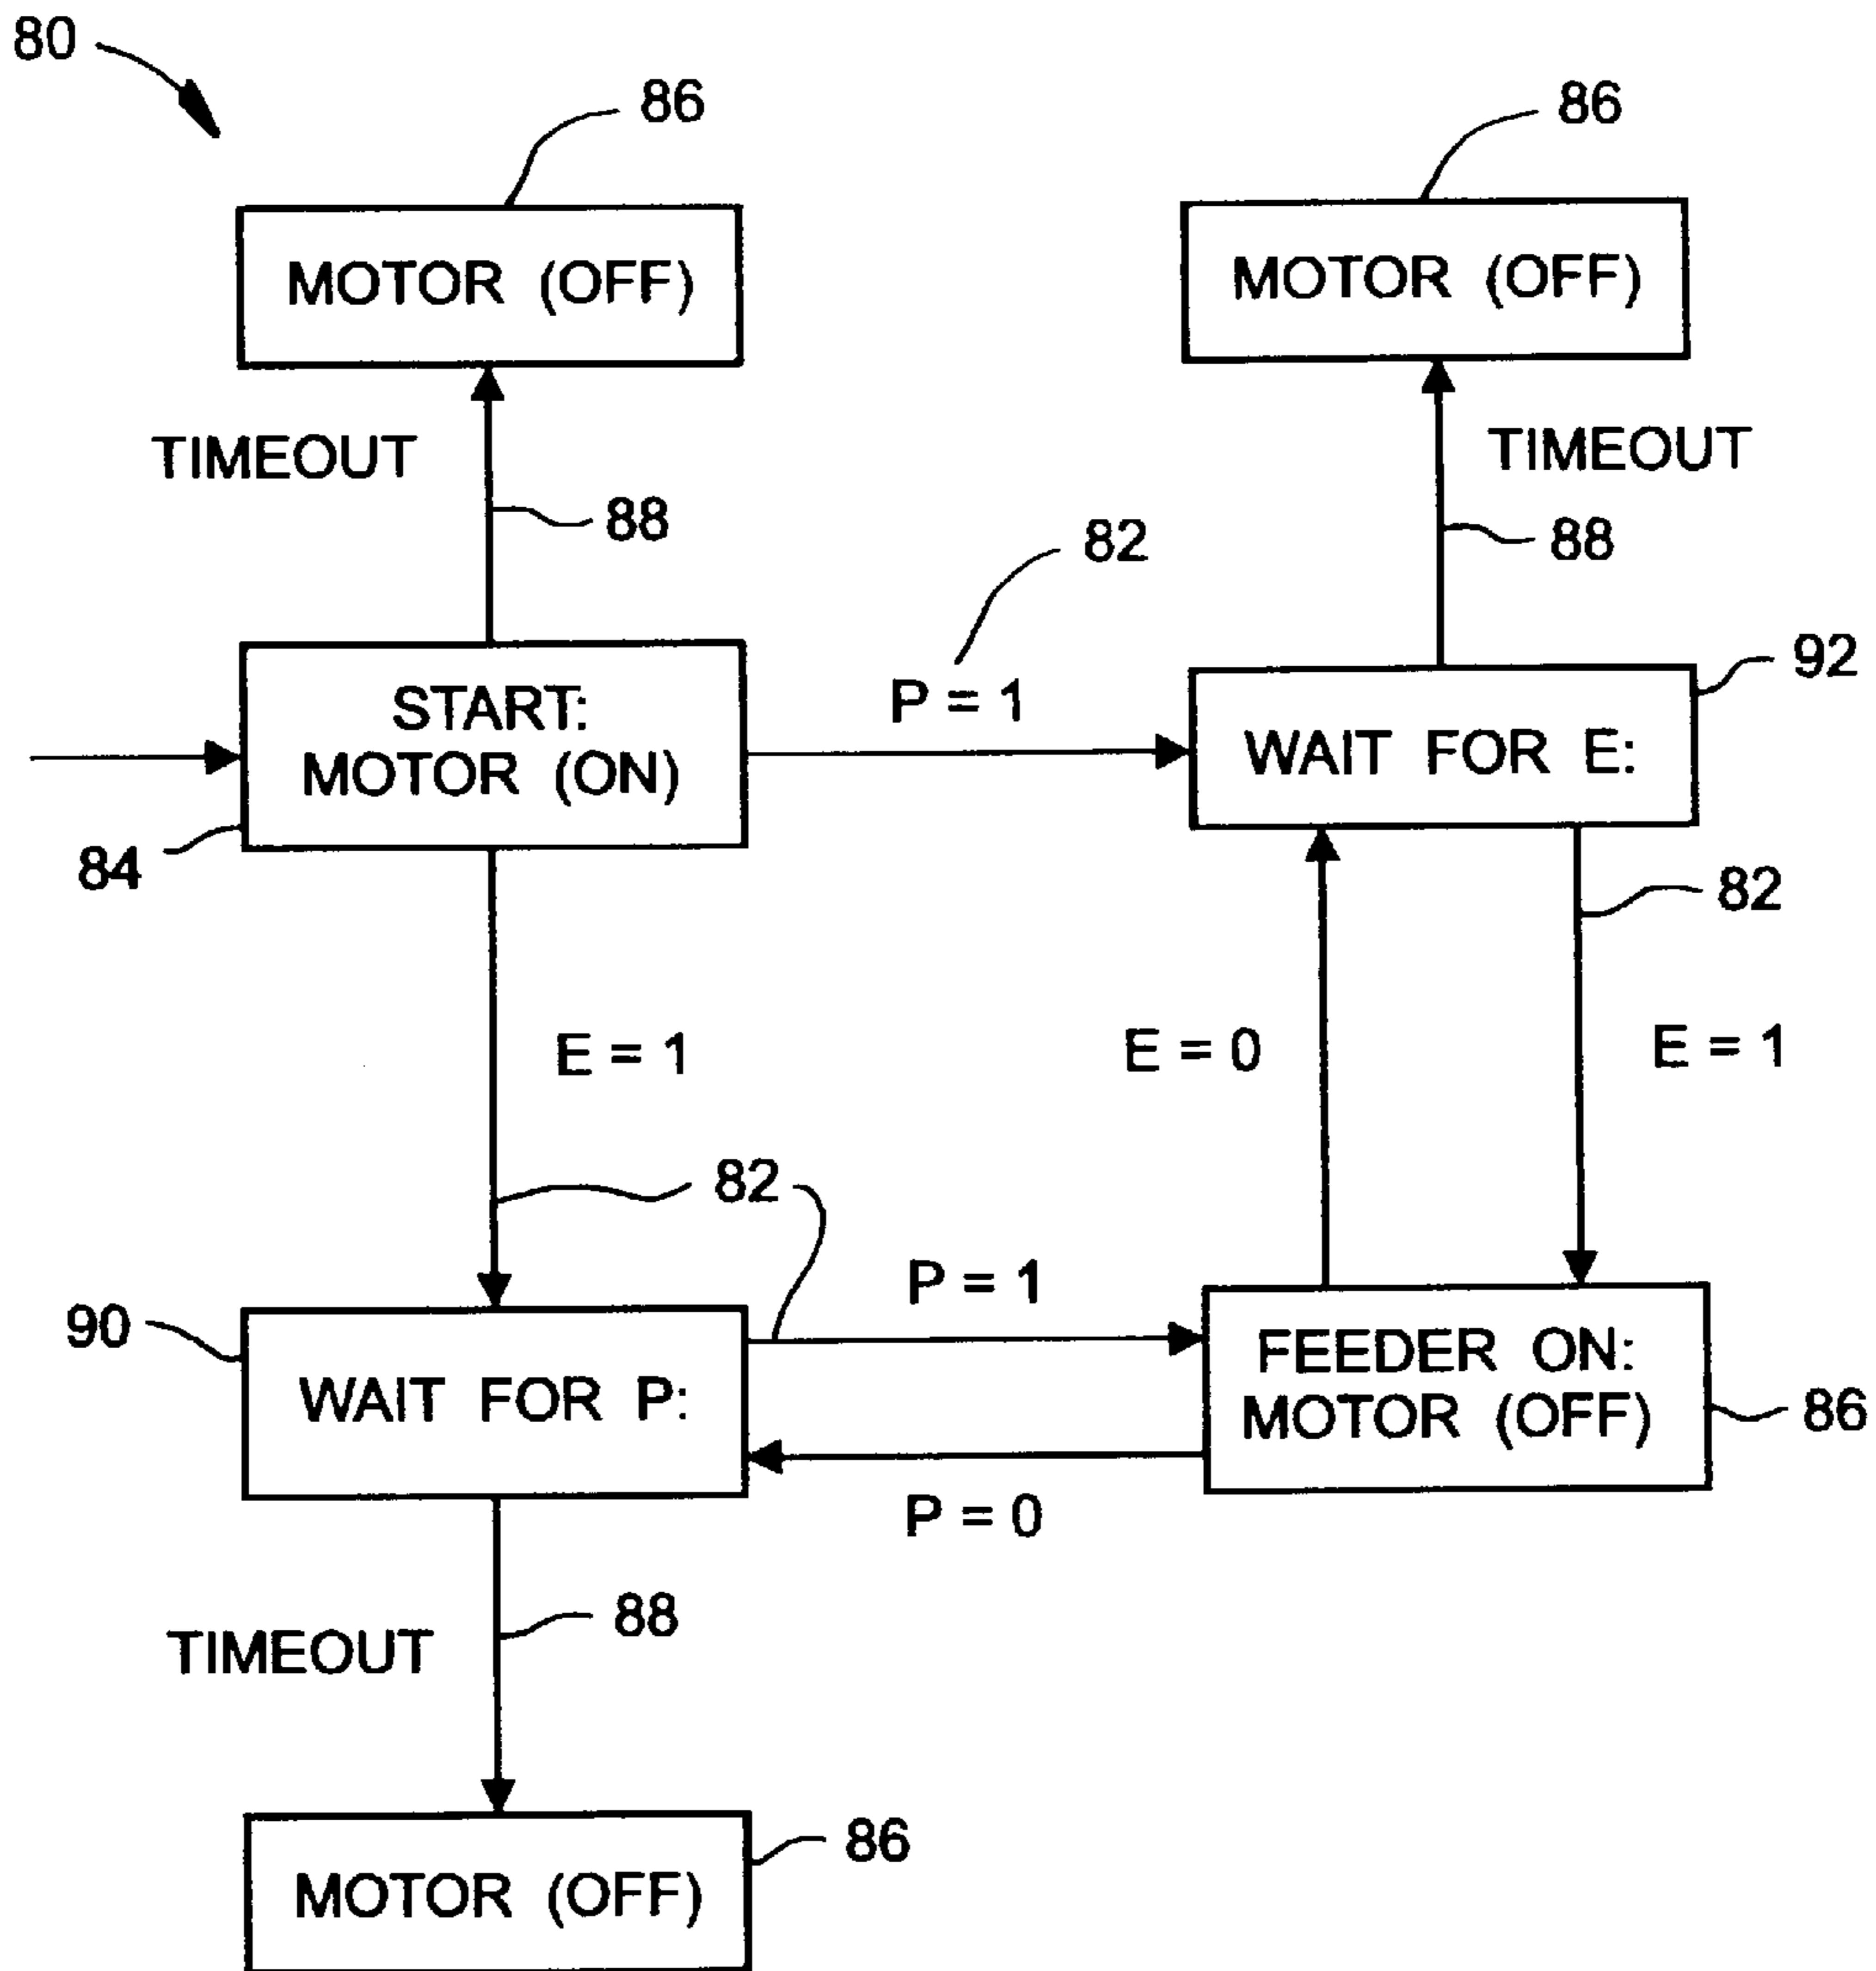 80
86
86
MOTOR (OFF)
MOTOR (OFF)
TIMEOUT
TIMEOUT
88
88
82
START:
MOTOR (ON)
P = 1
92
WAIT FOR E:
84
82
E = 1
E = 0
E = 1
82
90
P = 1
WAIT FOR P:
FEEDER ON:
MOTOR (OFF)
86
P = 0
88
TIMEOUT
MOTOR (OFF)
86